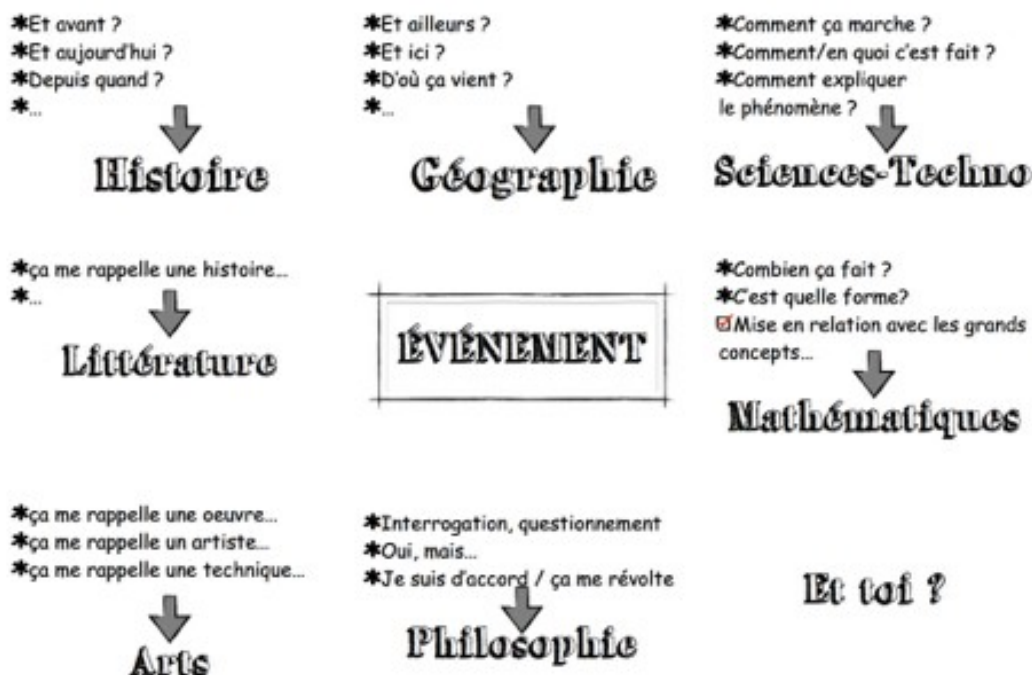 ✱Et avant ?
✱Et aujourd'hui ?
✱Depuis quand ?
✱...
Histoire
✱Et ailleurs ?
✱Et ici ?
✱D'où ça vient ?
✱...
Géographie
✱Comment ça marche ?
✱Comment/en quoi c'est fait ?
✱Comment expliquer
le phénomène ?
Sciences-Techno
✱ça me rappelle une histoire...
✱...
Littérature
ÉVÉNEMENT
✱Combien ça fait ?
✱C'est quelle forme?
☑Mise en relation avec les grands
concepts...
Mathématiques
✱ça me rappelle une oeuvre...
✱ça me rappelle un artiste...
✱ça me rappelle une technique...
Arts
✱Interrogation, questionnement
✱Oui, mais...
✱Je suis d'accord / ça me révolte
Philosophie
Et toi ?